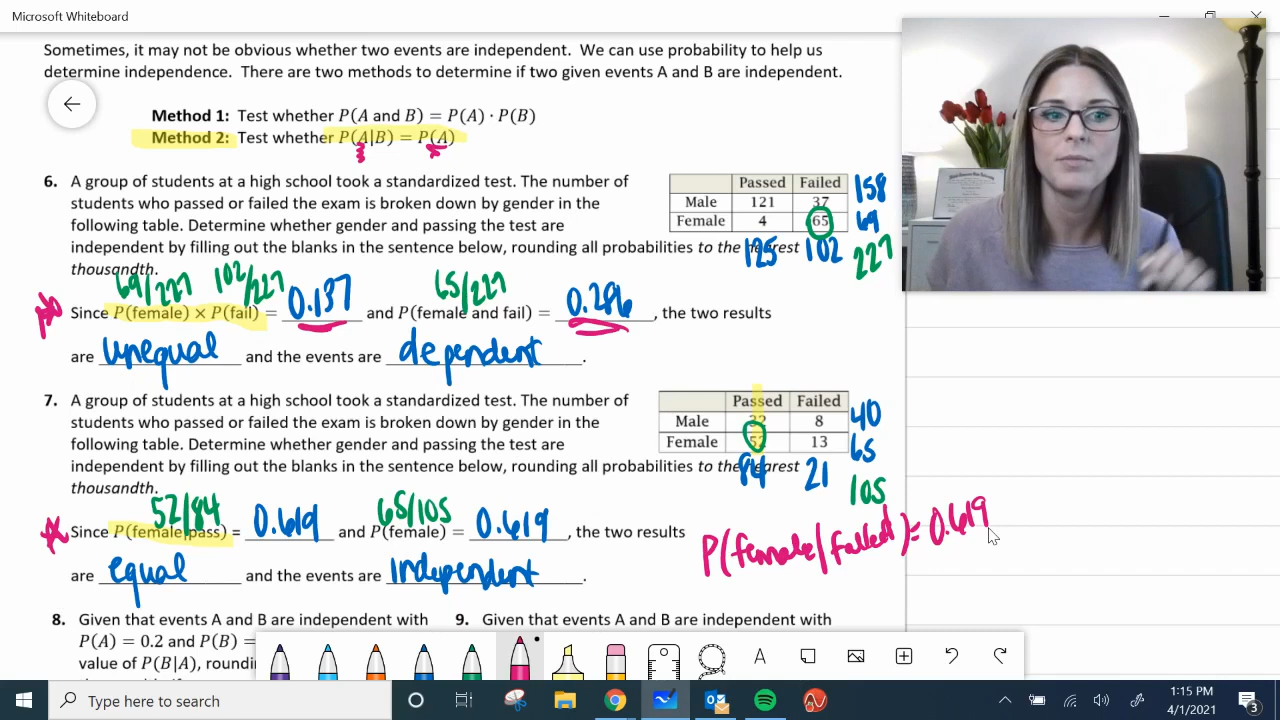 Microsoft Whiteboard
Sometimes, it may not be obvious whether two events are independent. We can use probability to help us
determine independence. There are two methods to determine if two given events A and B are independent.
Method 1: Test whether P(A and B) = P(A) · P(B)
Method 2: Test whether P(A|B) = P(A)
6. A group of students at a high school took a standardized test. The number of
students who passed or failed the exam is broken down by gender in the
following table. Determine whether gender and passing the test are
independent by filling out the blanks in the sentence below, rounding all probabilities to the nearest
thousandth.
Passed Failed
Male 121 37 158
Female 4 65 69
125 102 227
69/227 102/227 65/227
Since P(female) × P(fail) = 0.137 and P(female and fail) = 0.286, the two results
are unequal and the events are dependent.
7. A group of students at a high school took a standardized test. The number of
students who passed or failed the exam is broken down by gender in the
following table. Determine whether gender and passing the test are
independent by filling out the blanks in the sentence below, rounding all probabilities to the nearest
thousandth.
Passed Failed
Male 32 8 40
Female 52 13 65
84 21 105
52/84 65/105
Since P(female|pass) = 0.619 and P(female) = 0.619, the two results
are equal and the events are independent.
P(female/failed) = 0.619
8. Given that events A and B are independent with
P(A) = 0.2 and P(B) =
value of P(B|A), roundi
9. Given that events A and B are independent with
A
Type here to search
1:15 PM
4/1/2021
3